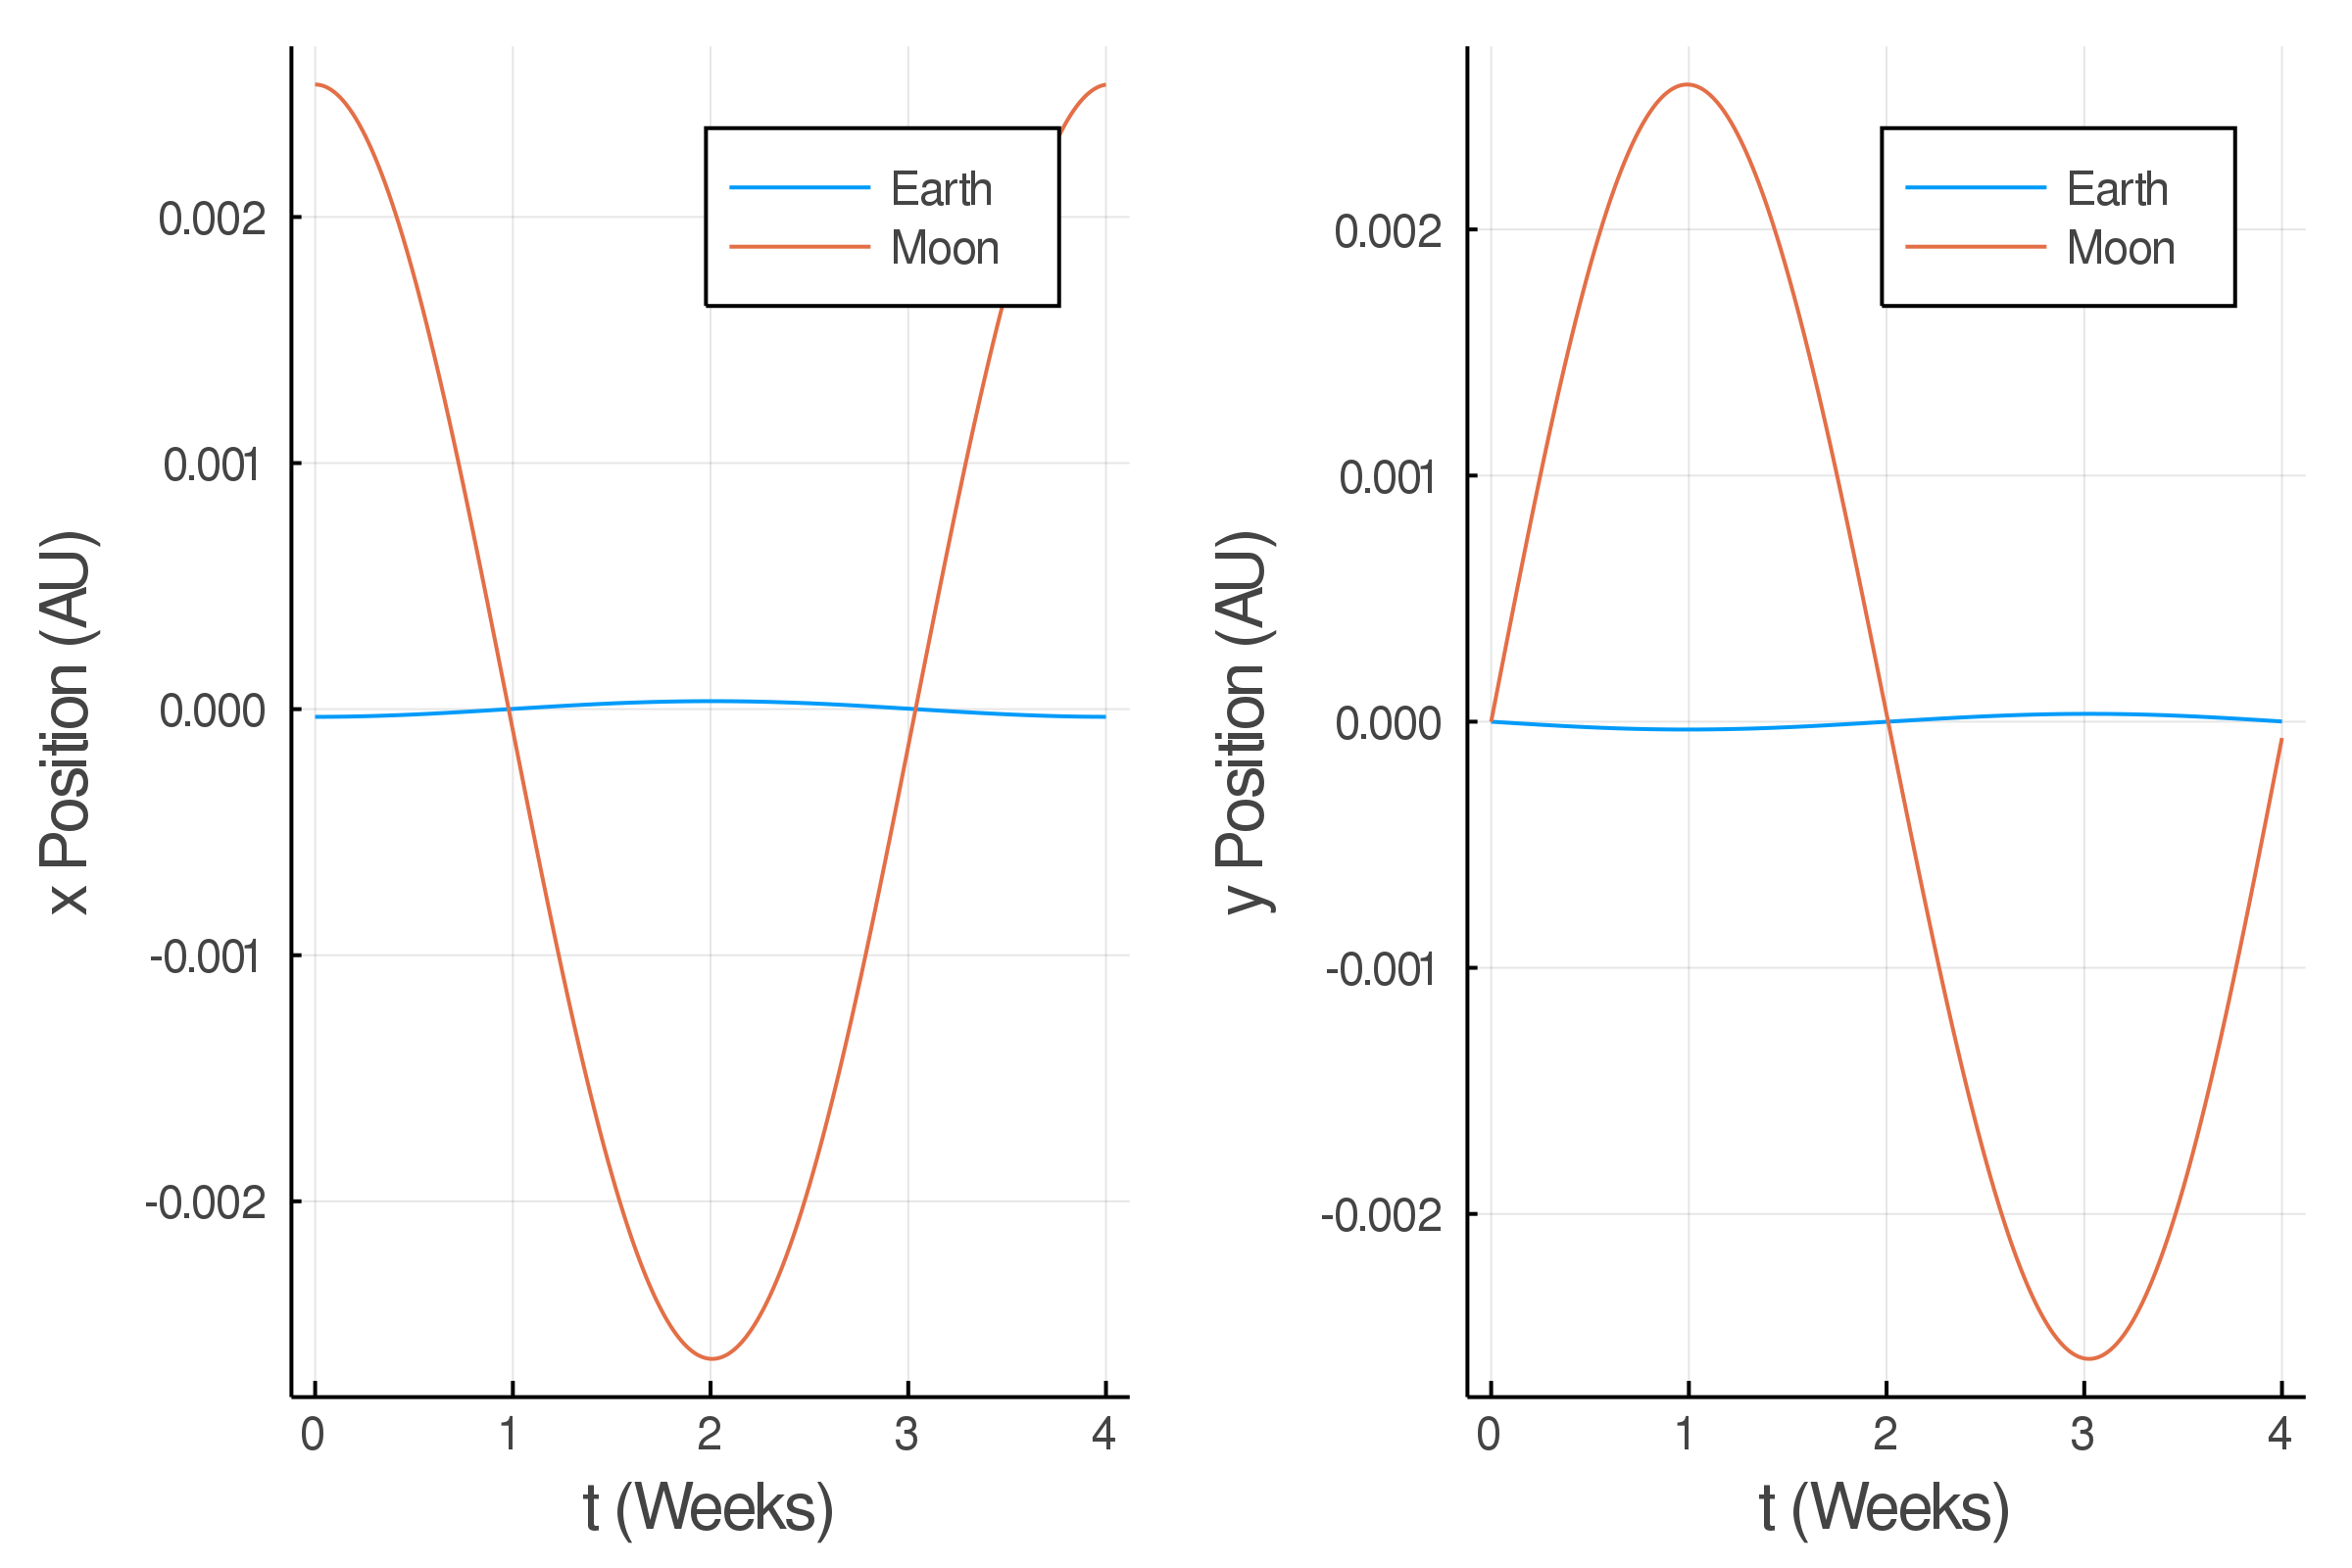 x Position (AU)
0.002
0.001
0.000
-0.001
-0.002
Earth
Moon
0 1 2 3 4
t (Weeks)
y Position (AU)
0.002
0.001
0.000
-0.001
-0.002
Earth
Moon
0 1 2 3 4
t (Weeks)